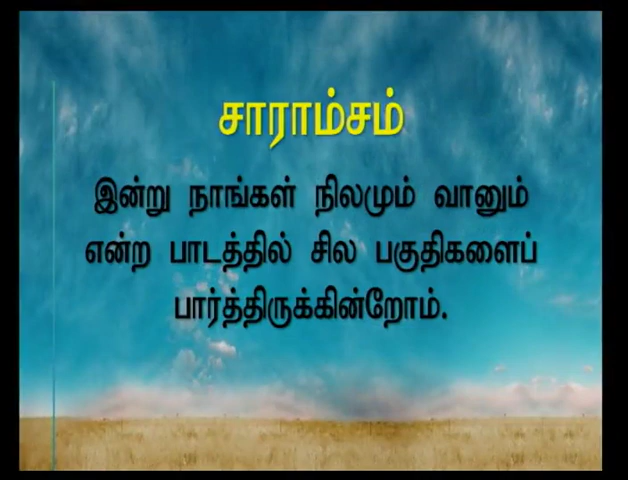 சாராம்சம்
இன்று நாங்கள் நிலமும் வானும்
என்ற பாடத்தில் சில பகுதிகளைப்
பார்த்திருக்கின்றோம்.